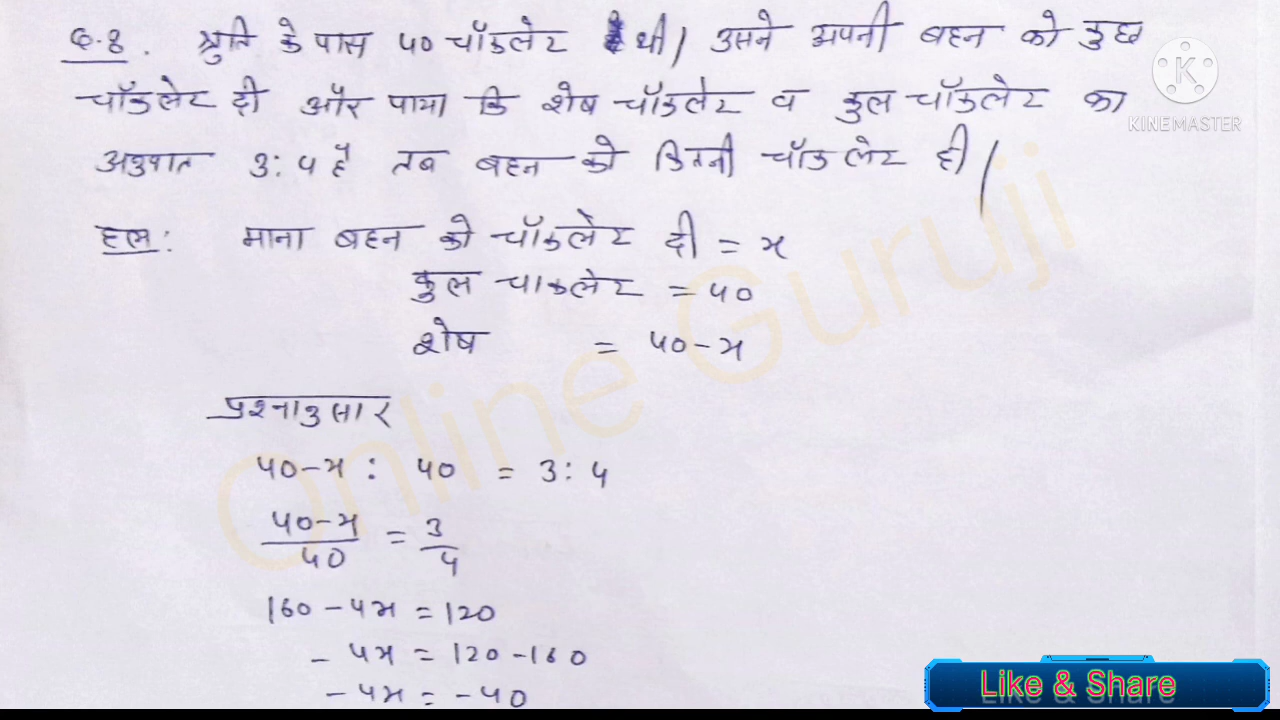 Q.8. श्रुति के पास 40 चॉकलेट थी। उसने अपनी बहन को कुछ
चॉकलेट दी और पाया कि शेष चॉकलेट व कुल चॉकलेट का
अनुपात 3:4 है तब बहन को कितनी चॉकलेट दी।
हल: माना बहन को चॉकलेट दी = x
कुल चाकलेट = 40
शेष = 40-x
प्रश्नानुसार
40-x : 40 = 3:4
40-x/40 = 3/4
160-4x = 120
-4x = 120-160
-4x = -40
K
KINEMASTER
Online Guruji
Like & Share